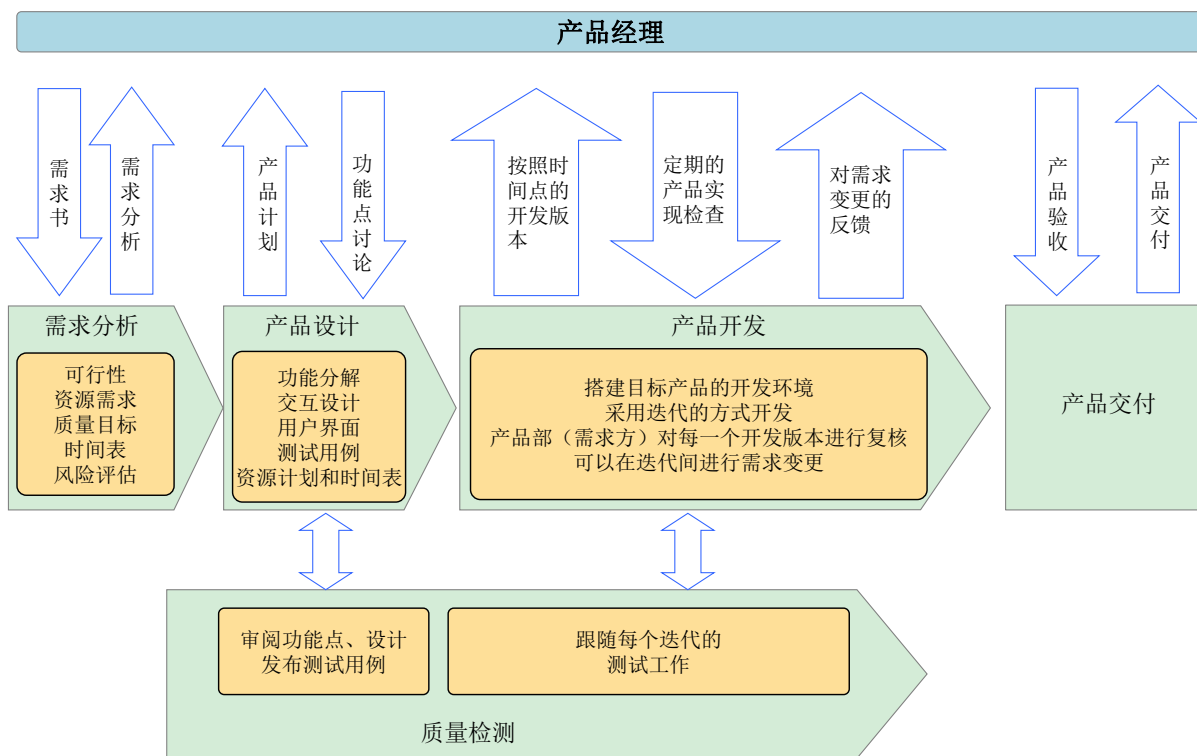 产品经理
需求书
需求分析
产品计划
功能点讨论
按照时
间点的
开发版
本
定期的
产品实
现检查
对需求
变更的
反馈
产品验收
产品交付
需求分析
可行性
资源需求
质量目标
时间表
风险评估
产品设计
功能分解
交互设计
用户界面
测试用例
资源计划和时间表
产品开发
搭建目标产品的开发环境
采用迭代的方式开发
产品部（需求方）对每一个开发版本进行复核
可以在迭代间进行需求变更
产品交付
审阅功能点、设计
发布测试用例
跟随每个迭代的
测试工作
质量检测